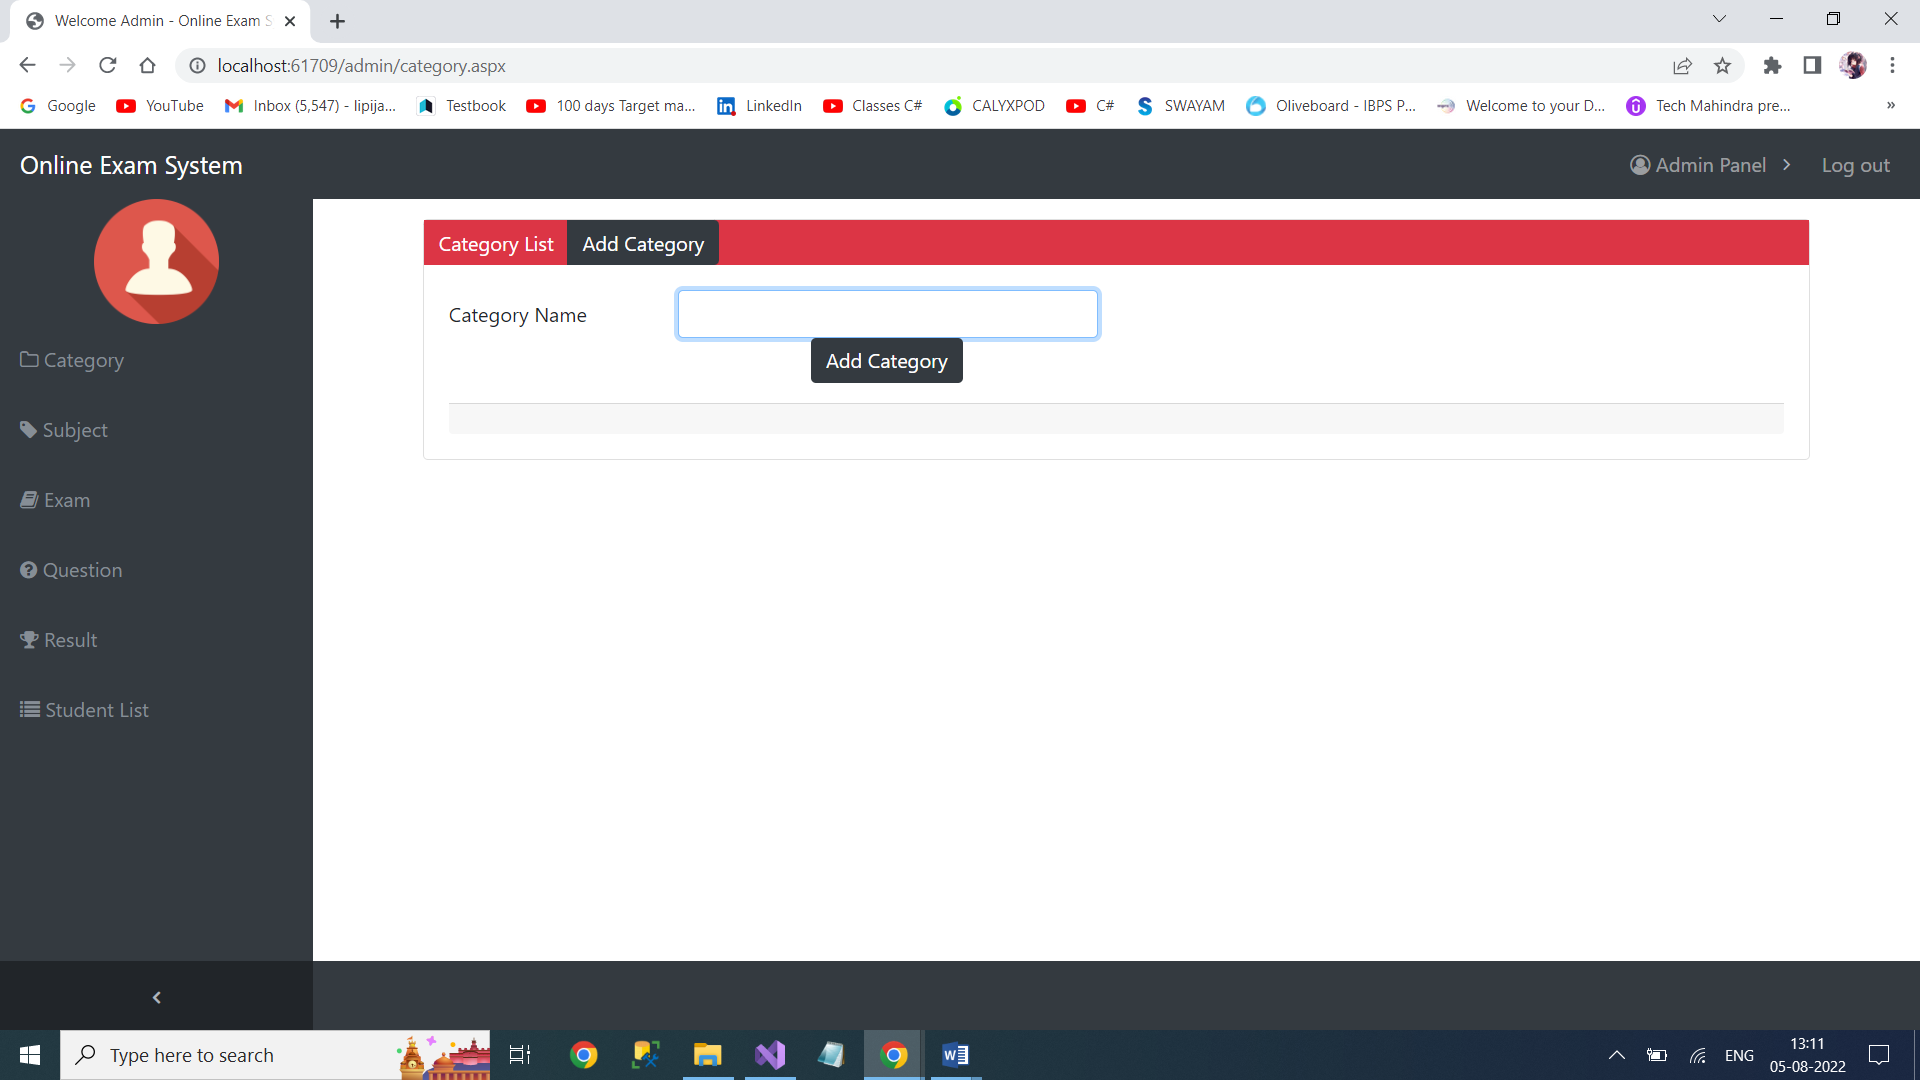 Welcome Admin - Online Exam S
localhost:61709/admin/category.aspx
Google YouTube Inbox (5,547) - lipija... Testbook 100 days Target ma... LinkedIn Classes C# CALYXPOD C# SWAYAM Oliveboard - IBPS P... Welcome to your D... Tech Mahindra pre... »
Online Exam System
Admin Panel Log out
Category List Add Category
Category Name
Add Category
Category
Subject
Exam
Question
Result
Student List
Type here to search
ENG
13:11
05-08-2022